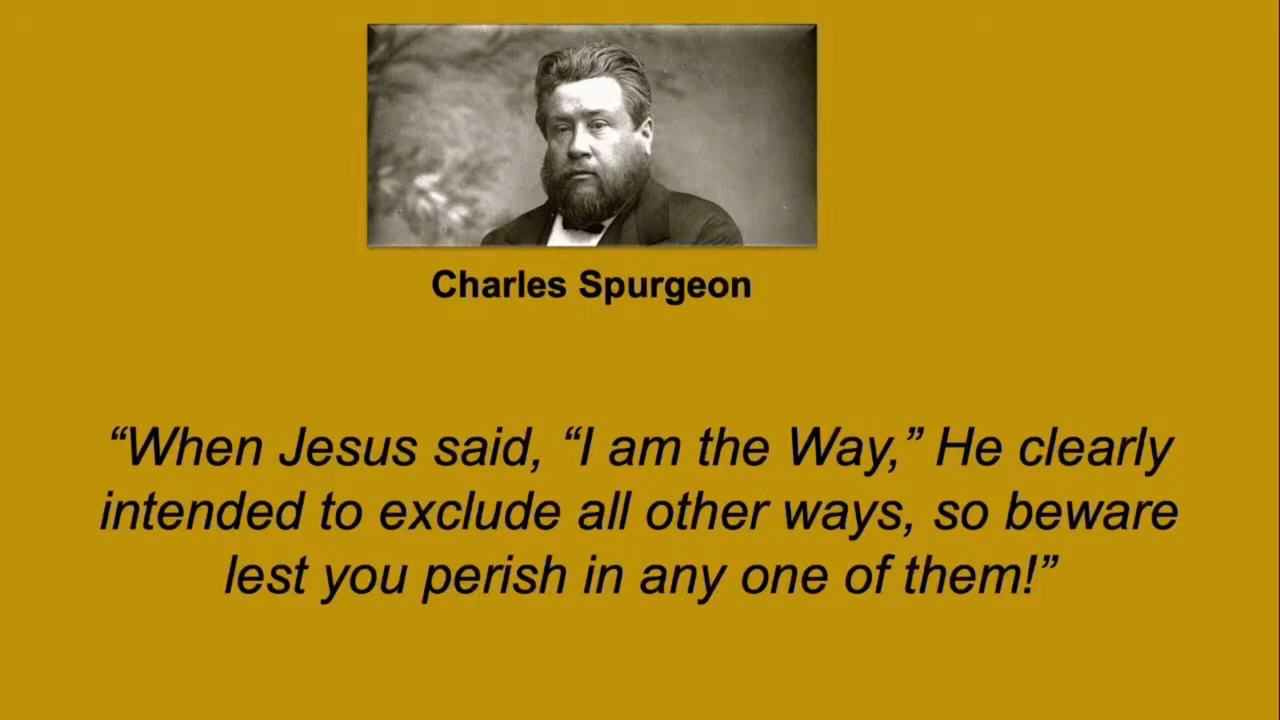 Charles Spurgeon
“When Jesus said, “I am the Way,” He clearly
intended to exclude all other ways, so beware
lest you perish in any one of them!”